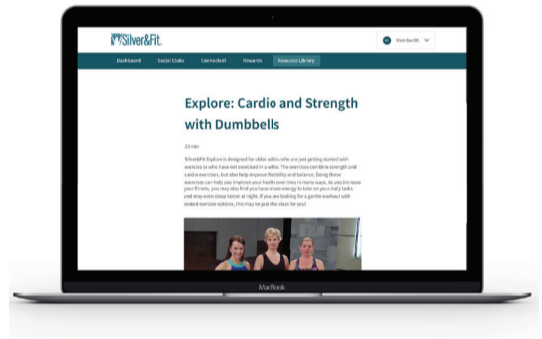 Silver&Fit.
Dashboard Social Clubs Connected! Rewards Resource Library
Explore: Cardio and Strength
with Dumbbells
33 min
Silver&Fit Explore is designed for older adults who are just getting started with
exercise or who have not exercised in a while. The exercises combine strength and
cardio exercises, but also help improve flexibility and balance. Doing these
exercises can help you improve your health over time in many ways. As you increase
your fitness, you may also find you have more energy to take on your daily tasks
and may even sleep better at night. If you are looking for a gentle workout with
seated exercise options, this may be just the class for you!
MacBook